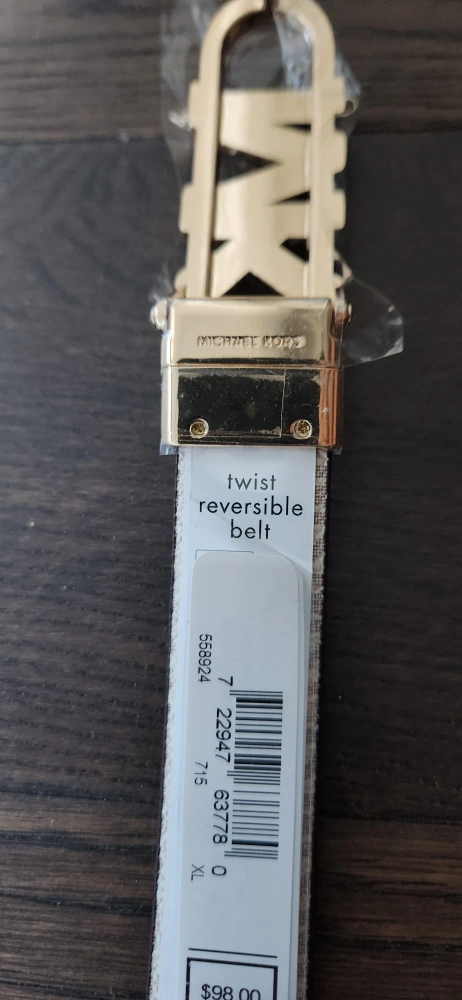 MK
MICHAEL KORS
twist
reversible
belt
558924
7 22947 63778 0
715
XL
$98.00